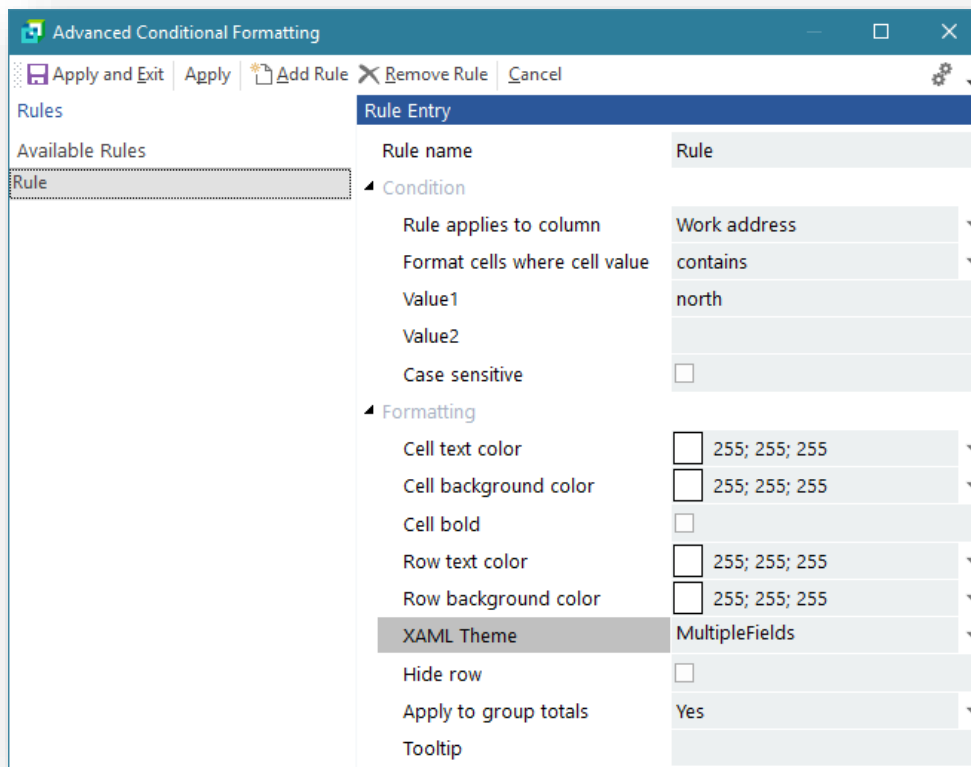 Advanced Conditional Formatting
Apply and Exit Apply Add Rule Remove Rule Cancel
Rules
Available Rules
Rule
Rule Entry
Rule name Rule
Condition
Rule applies to column Work address
Format cells where cell value contains
Value1 north
Value2
Case sensitive
Formatting
Cell text color 255; 255; 255
Cell background color 255; 255; 255
Cell bold
Row text color 255; 255; 255
Row background color 255; 255; 255
XAML Theme MultipleFields
Hide row
Apply to group totals Yes
Tooltip